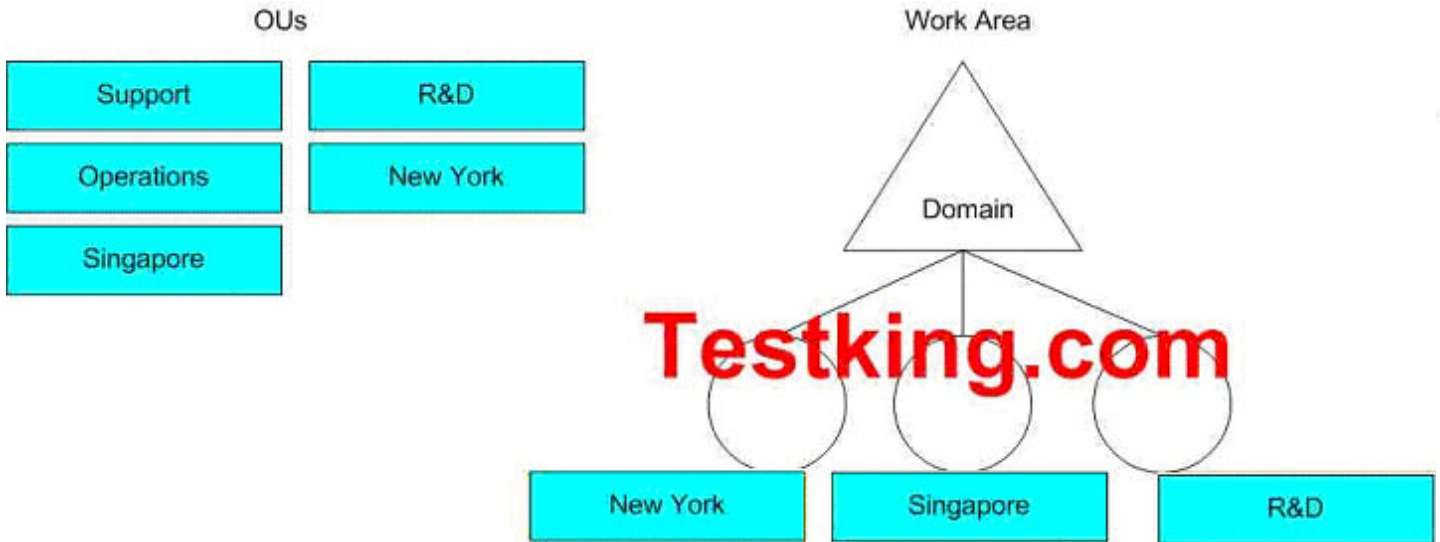 OUs
Work Area
Support
R&D
Operations
New York
Singapore
Domain
Testking.com
New York
Singapore
R&D